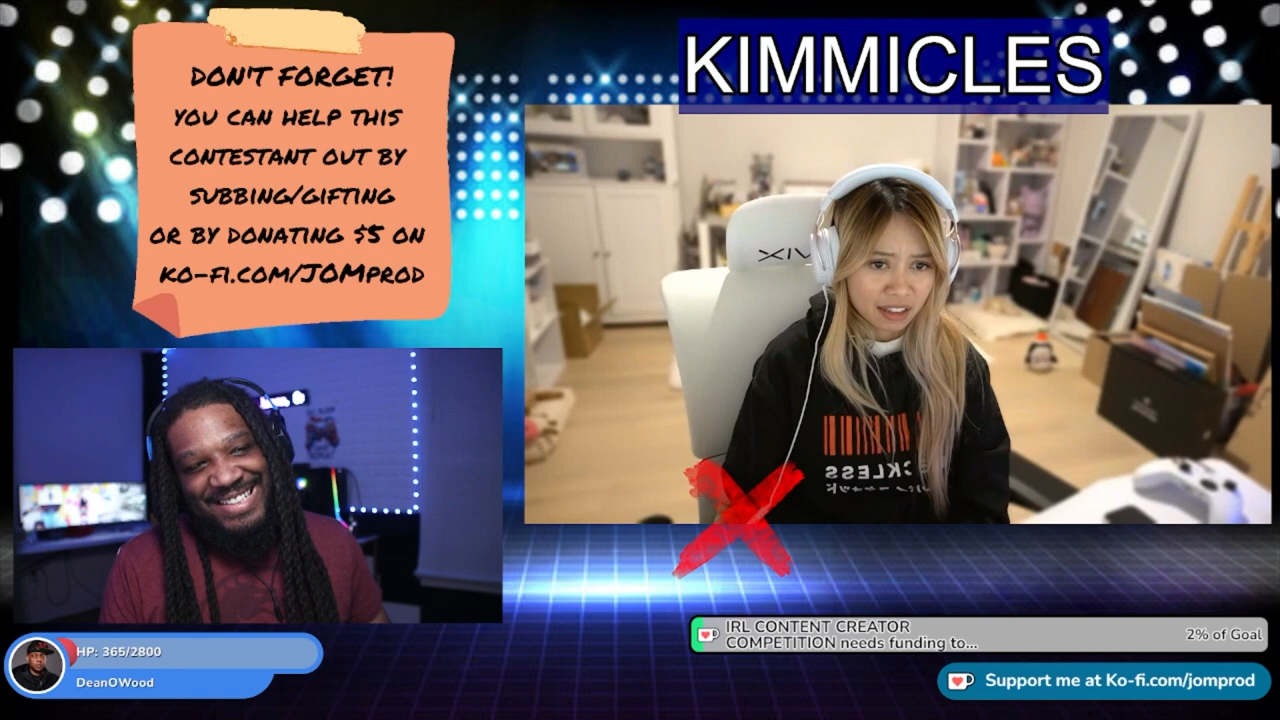 DON'T FORGET!
YOU CAN HELP THIS
CONTESTANT OUT BY
SUBBING/GIFTING
OR BY DONATING $5 ON
KO-FI.COM/JOMPROD
KIMMICLES
XIV
HP: 365/2800
DeanOWood
IRL CONTENT CREATOR
COMPETITION needs funding to...
2% of Goal
Support me at Ko-fi.com/jomprod